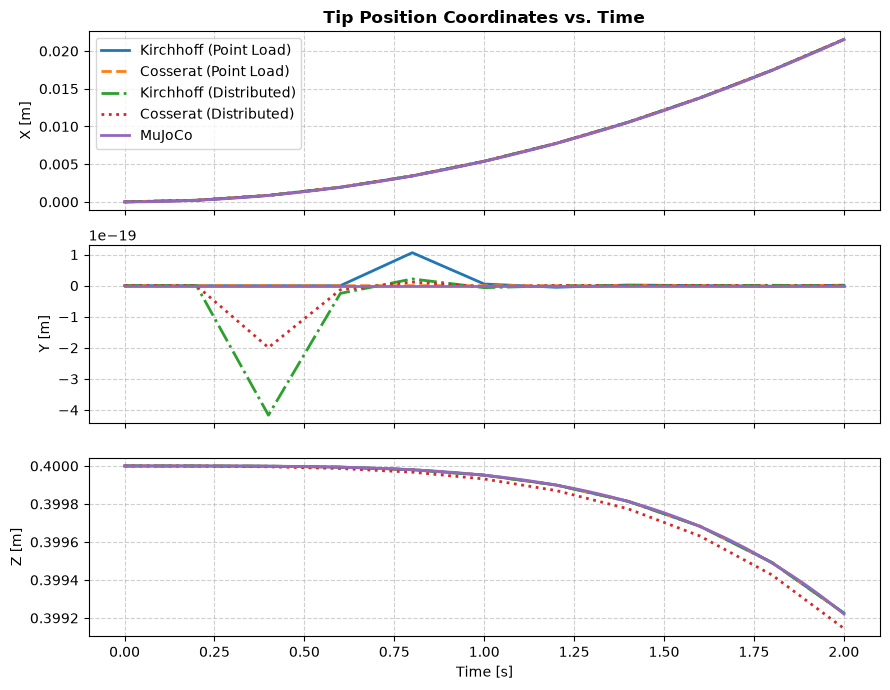 Tip Position Coordinates vs. Time
X [m]
0.020
0.015
0.010
0.005
0.000
Kirchhoff (Point Load)
Cosserat (Point Load)
Kirchhoff (Distributed)
Cosserat (Distributed)
MuJoCo
1e−19
Y [m]
1
0
−1
−2
−3
−4
Z [m]
0.4000
0.3998
0.3996
0.3994
0.3992
0.00 0.25 0.50 0.75 1.00 1.25 1.50 1.75 2.00
Time [s]